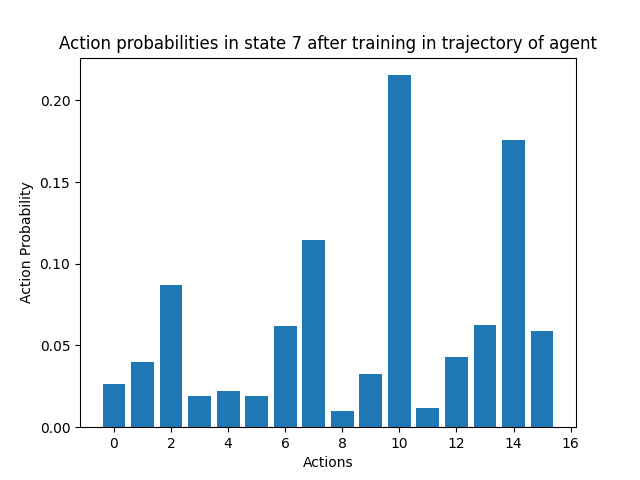 Action probabilities in state 7 after training in trajectory of agent
0.20
0.15
0.10
0.05
0.00
Action Probability
0 2 4 6 8 10 12 14 16
Actions